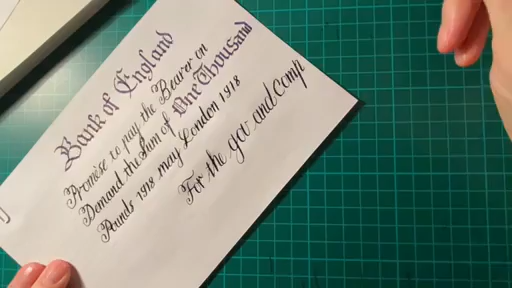 Bank of England
Promise to pay the Bearer on
Demand the Sum of One Thousand
Pounds 1918 may London 1918
For the gov and Comp